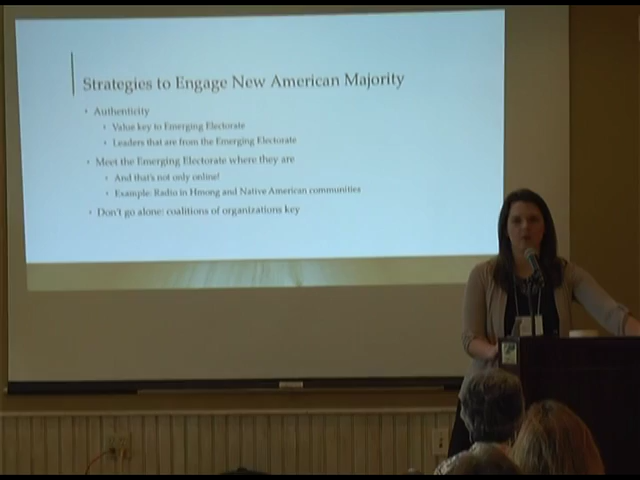 Strategies to Engage New American Majority
• Authenticity
• Value key to Emerging Electorate
• Leaders that are from the Emerging Electorate
• Meet the Emerging Electorate where they are
• And that's not only online!
• Example: Radio in Hmong and Native American communities
• Don't go alone: coalitions of organizations key